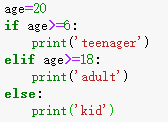 age=20
if age>=6:
    print('teenager')
elif age>=18:
    print('adult')
else:
    print('kid')